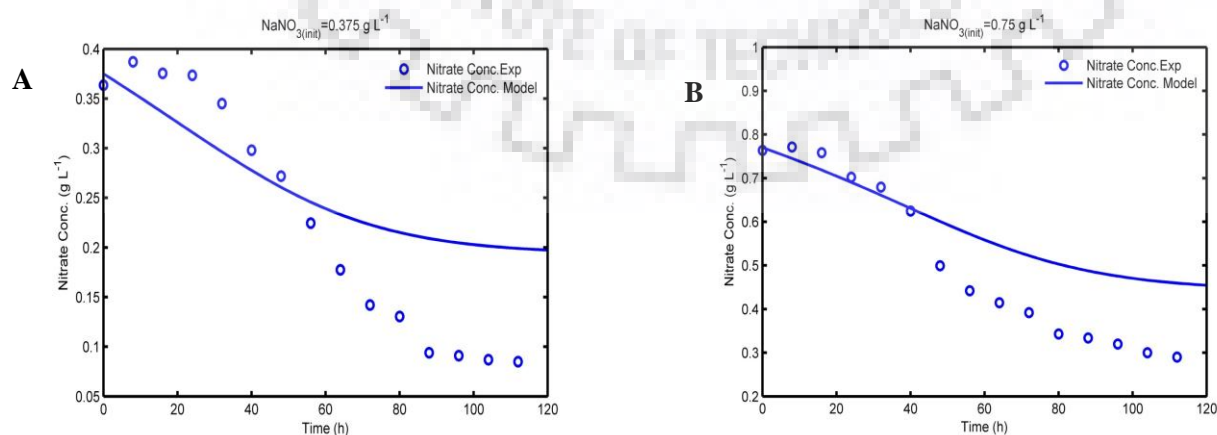 NaNO3(init)=0.375 g L-1
A
Nitrate Conc.Exp
Nitrate Conc. Model
0.4
0.35
0.3
0.25
0.2
0.15
0.1
0.05
Nitrate Conc. (g L-1)
0 20 40 60 80 100 120
Time (h)
NaNO3(init)=0.75 g L-1
B
Nitrate Conc.Exp
Nitrate Conc. Model
1
0.9
0.8
0.7
0.6
0.5
0.4
0.3
0.2
Nitrate Conc. (g L-1)
0 20 40 60 80 100 120
Time (h)
OF TE